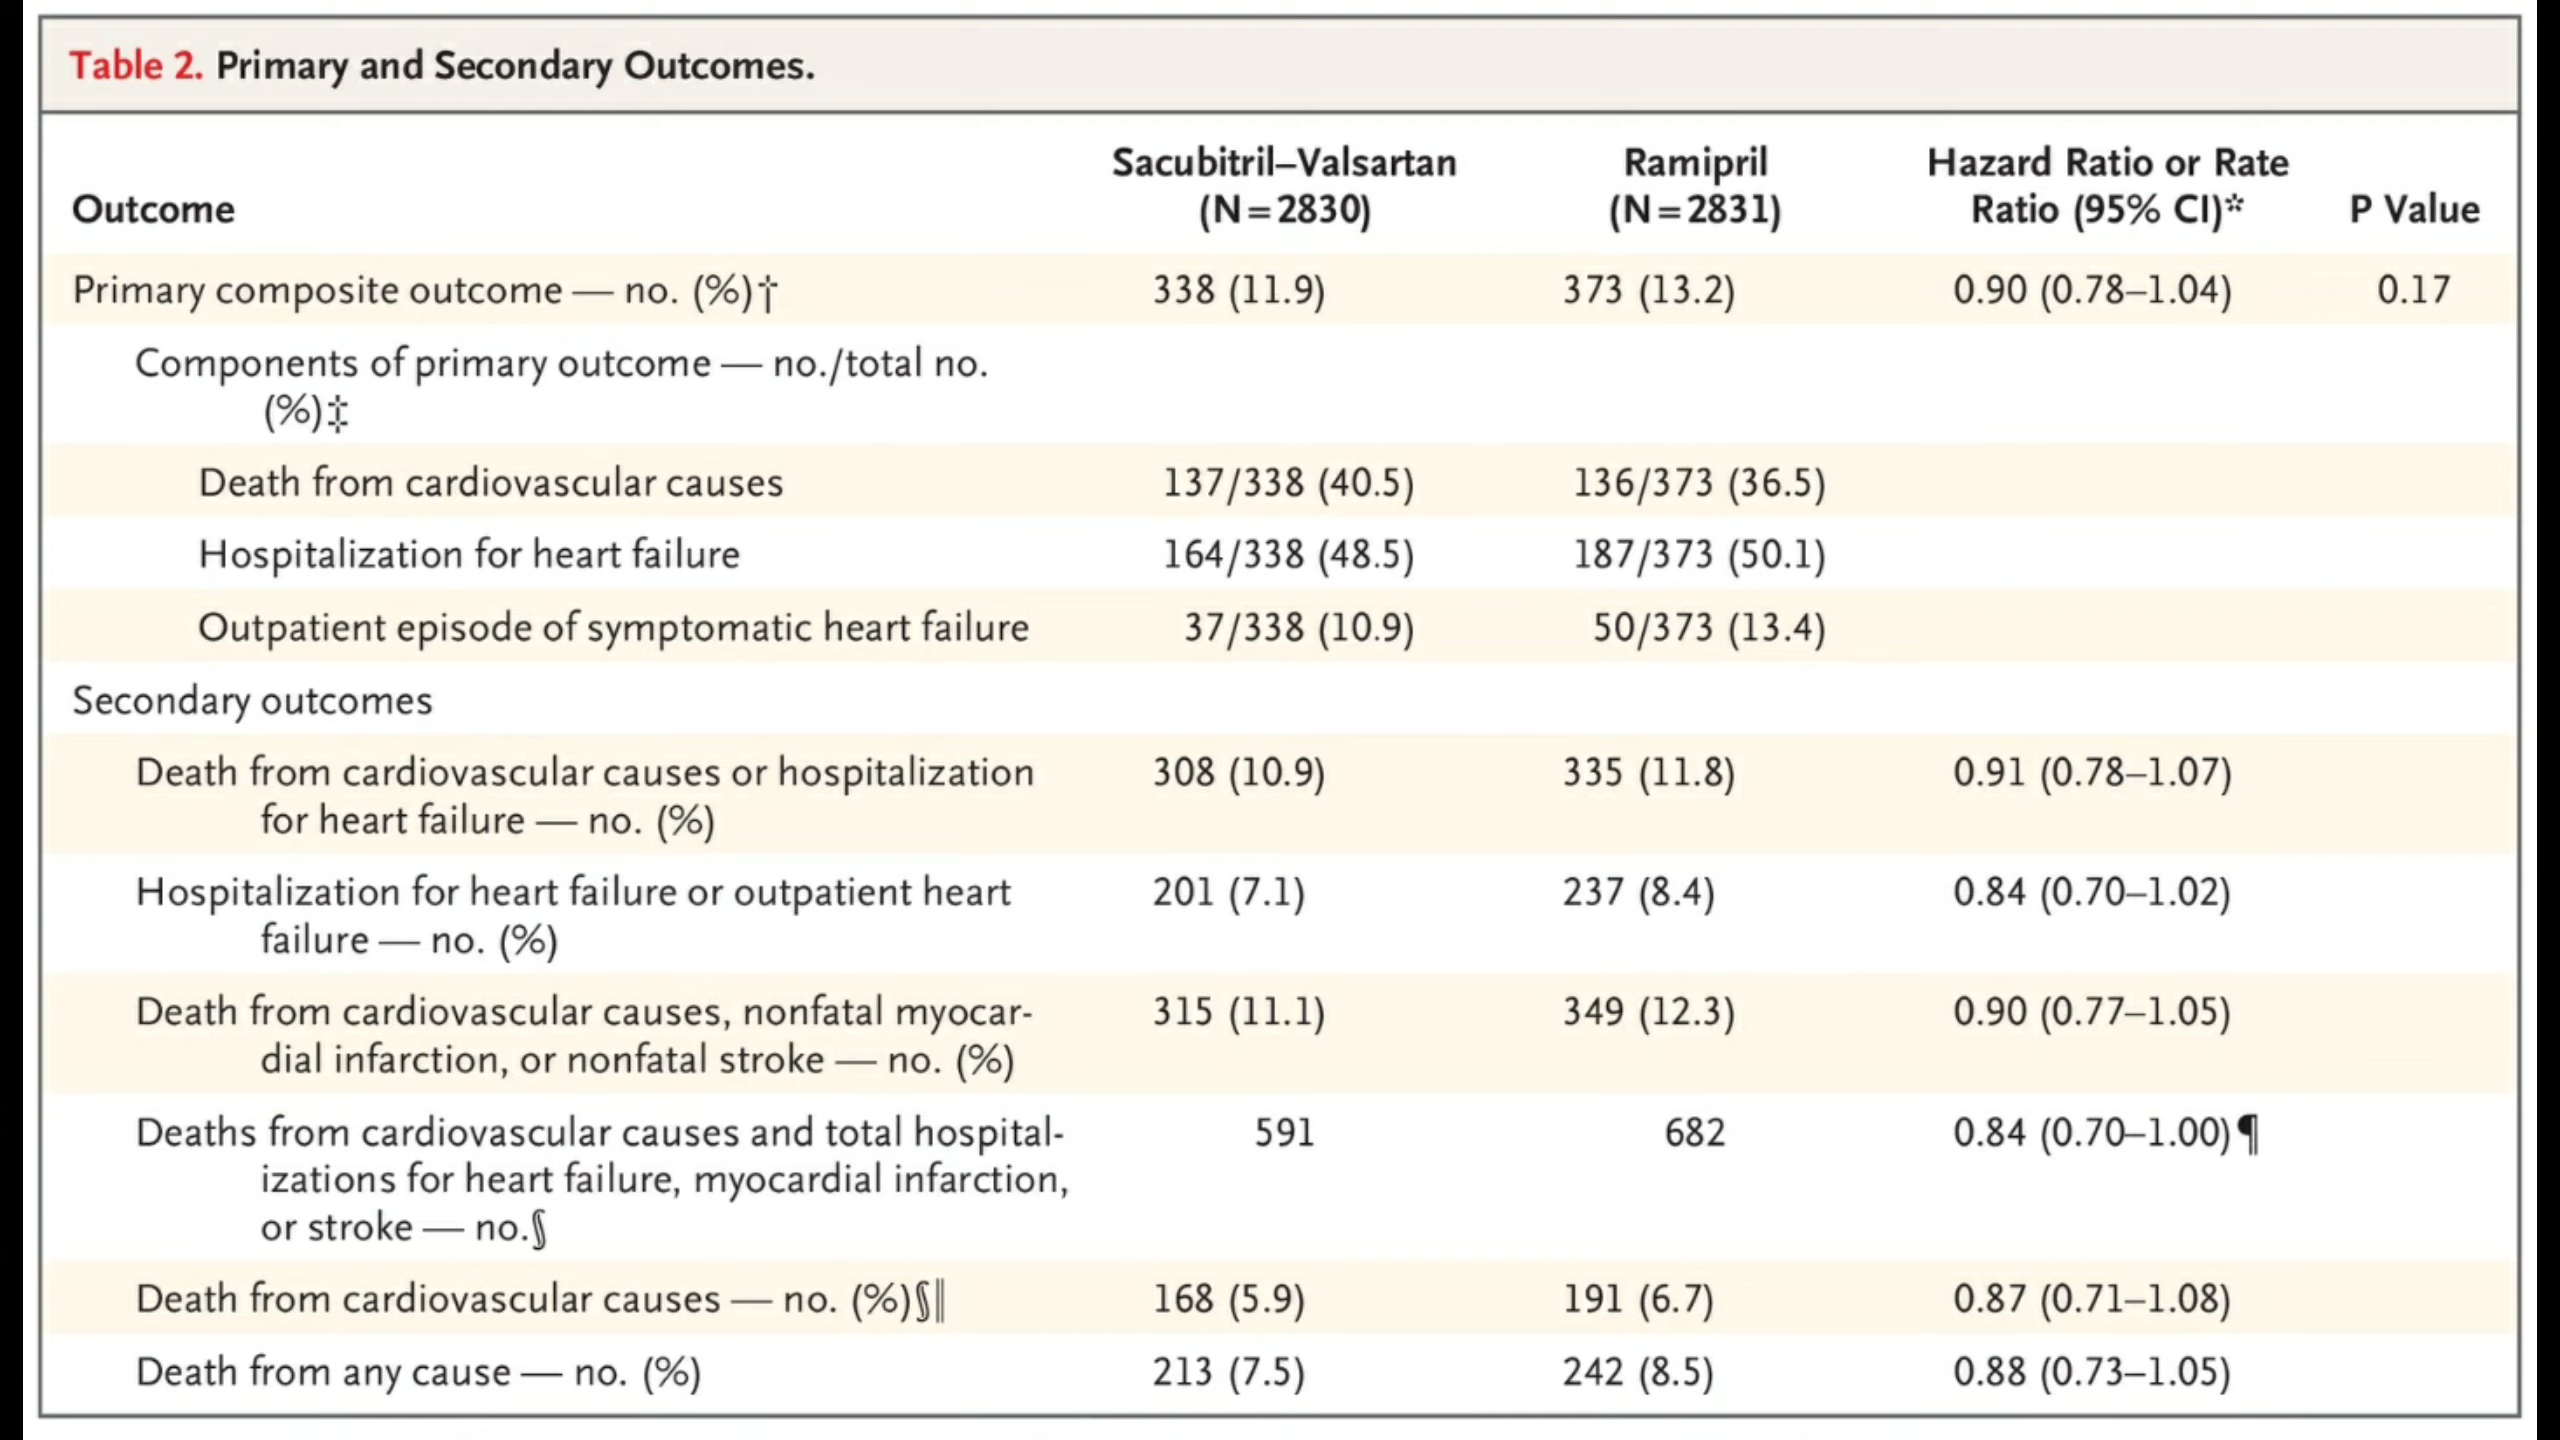 Table 2. Primary and Secondary Outcomes.
Outcome Sacubitril–Valsartan (N=2830) Ramipril (N=2831) Hazard Ratio or Rate Ratio (95% CI)* P Value
Primary composite outcome — no. (%)† 338 (11.9) 373 (13.2) 0.90 (0.78–1.04) 0.17
Components of primary outcome — no./total no.
(%)‡
Death from cardiovascular causes 137/338 (40.5) 136/373 (36.5)
Hospitalization for heart failure 164/338 (48.5) 187/373 (50.1)
Outpatient episode of symptomatic heart failure 37/338 (10.9) 50/373 (13.4)
Secondary outcomes
Death from cardiovascular causes or hospitalization 308 (10.9) 335 (11.8) 0.91 (0.78–1.07)
for heart failure — no. (%)
Hospitalization for heart failure or outpatient heart 201 (7.1) 237 (8.4) 0.84 (0.70–1.02)
failure — no. (%)
Death from cardiovascular causes, nonfatal myocar- 315 (11.1) 349 (12.3) 0.90 (0.77–1.05)
dial infarction, or nonfatal stroke — no. (%)
Deaths from cardiovascular causes and total hospital- 591 682 0.84 (0.70–1.00)¶
izations for heart failure, myocardial infarction,
or stroke — no.§
Death from cardiovascular causes — no. (%)§‖ 168 (5.9) 191 (6.7) 0.87 (0.71–1.08)
Death from any cause — no. (%) 213 (7.5) 242 (8.5) 0.88 (0.73–1.05)